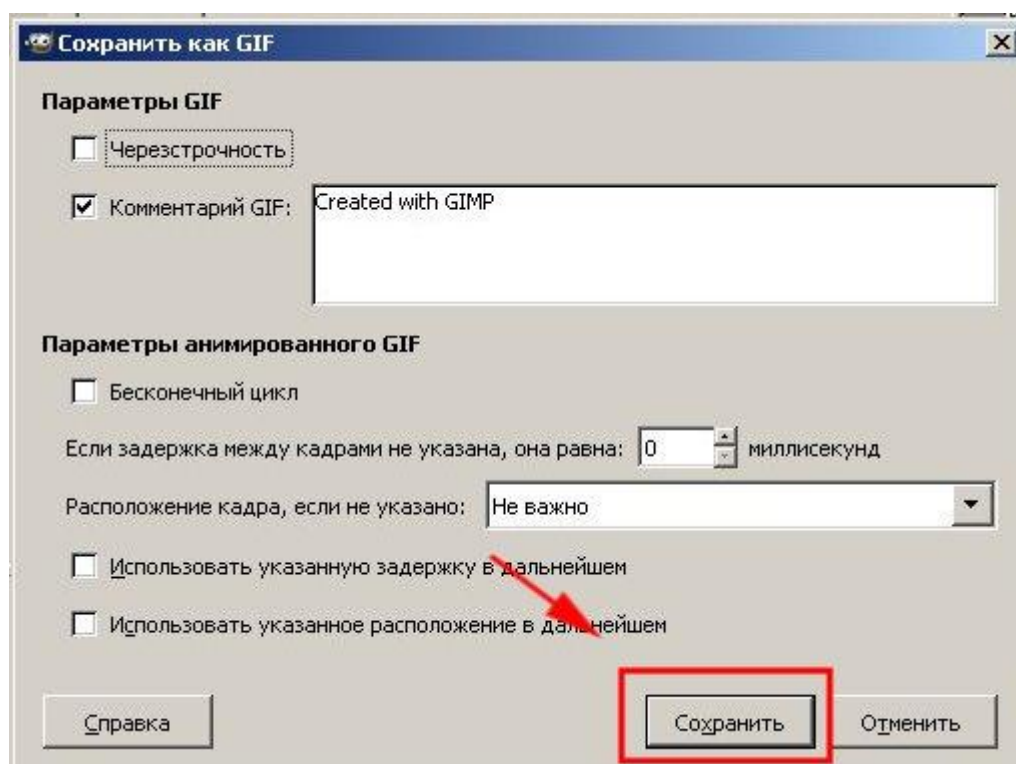 Сохранить как GIF
Параметры GIF
Черезстрочность
Комментарий GIF: Created with GIMP
Параметры анимированного GIF
Бесконечный цикл
Если задержка между кадрами не указана, она равна: 0 миллисекунд
Расположение кадра, если не указано: Не важно
Использовать указанную задержку в дальнейшем
Использовать указанное расположение в дальнейшем
Справка Сохранить Отменить